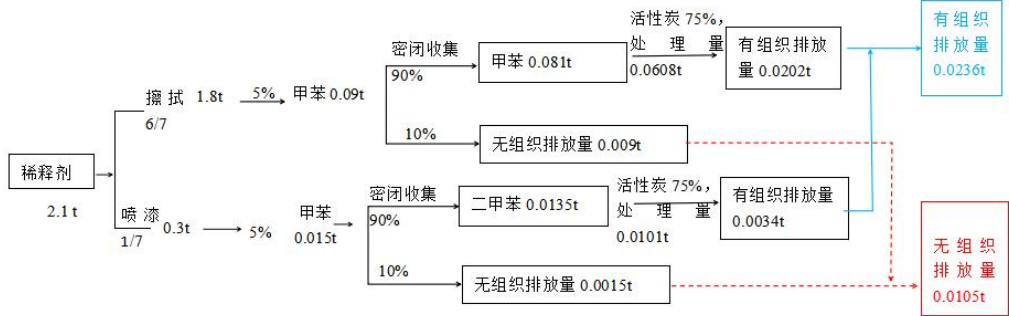 稀释剂
2.1 t
擦拭 1.8t
6/7
5%
甲苯 0.09t
密闭收集
90%
甲苯 0.081t
活性炭 75%，
处理量
0.0608t
有组织排放
量 0.0202t
有组织
排放量
0.0236t
10%
无组织排放量 0.009t
喷漆
1/7
0.3t
5%
甲苯
0.015t
密闭收集
90%
二甲苯 0.0135t
活性炭 75%，
处理量
0.0101t
有组织排放量
0.0034t
10%
无组织排放量 0.0015t
无组织
排放量
0.0105t